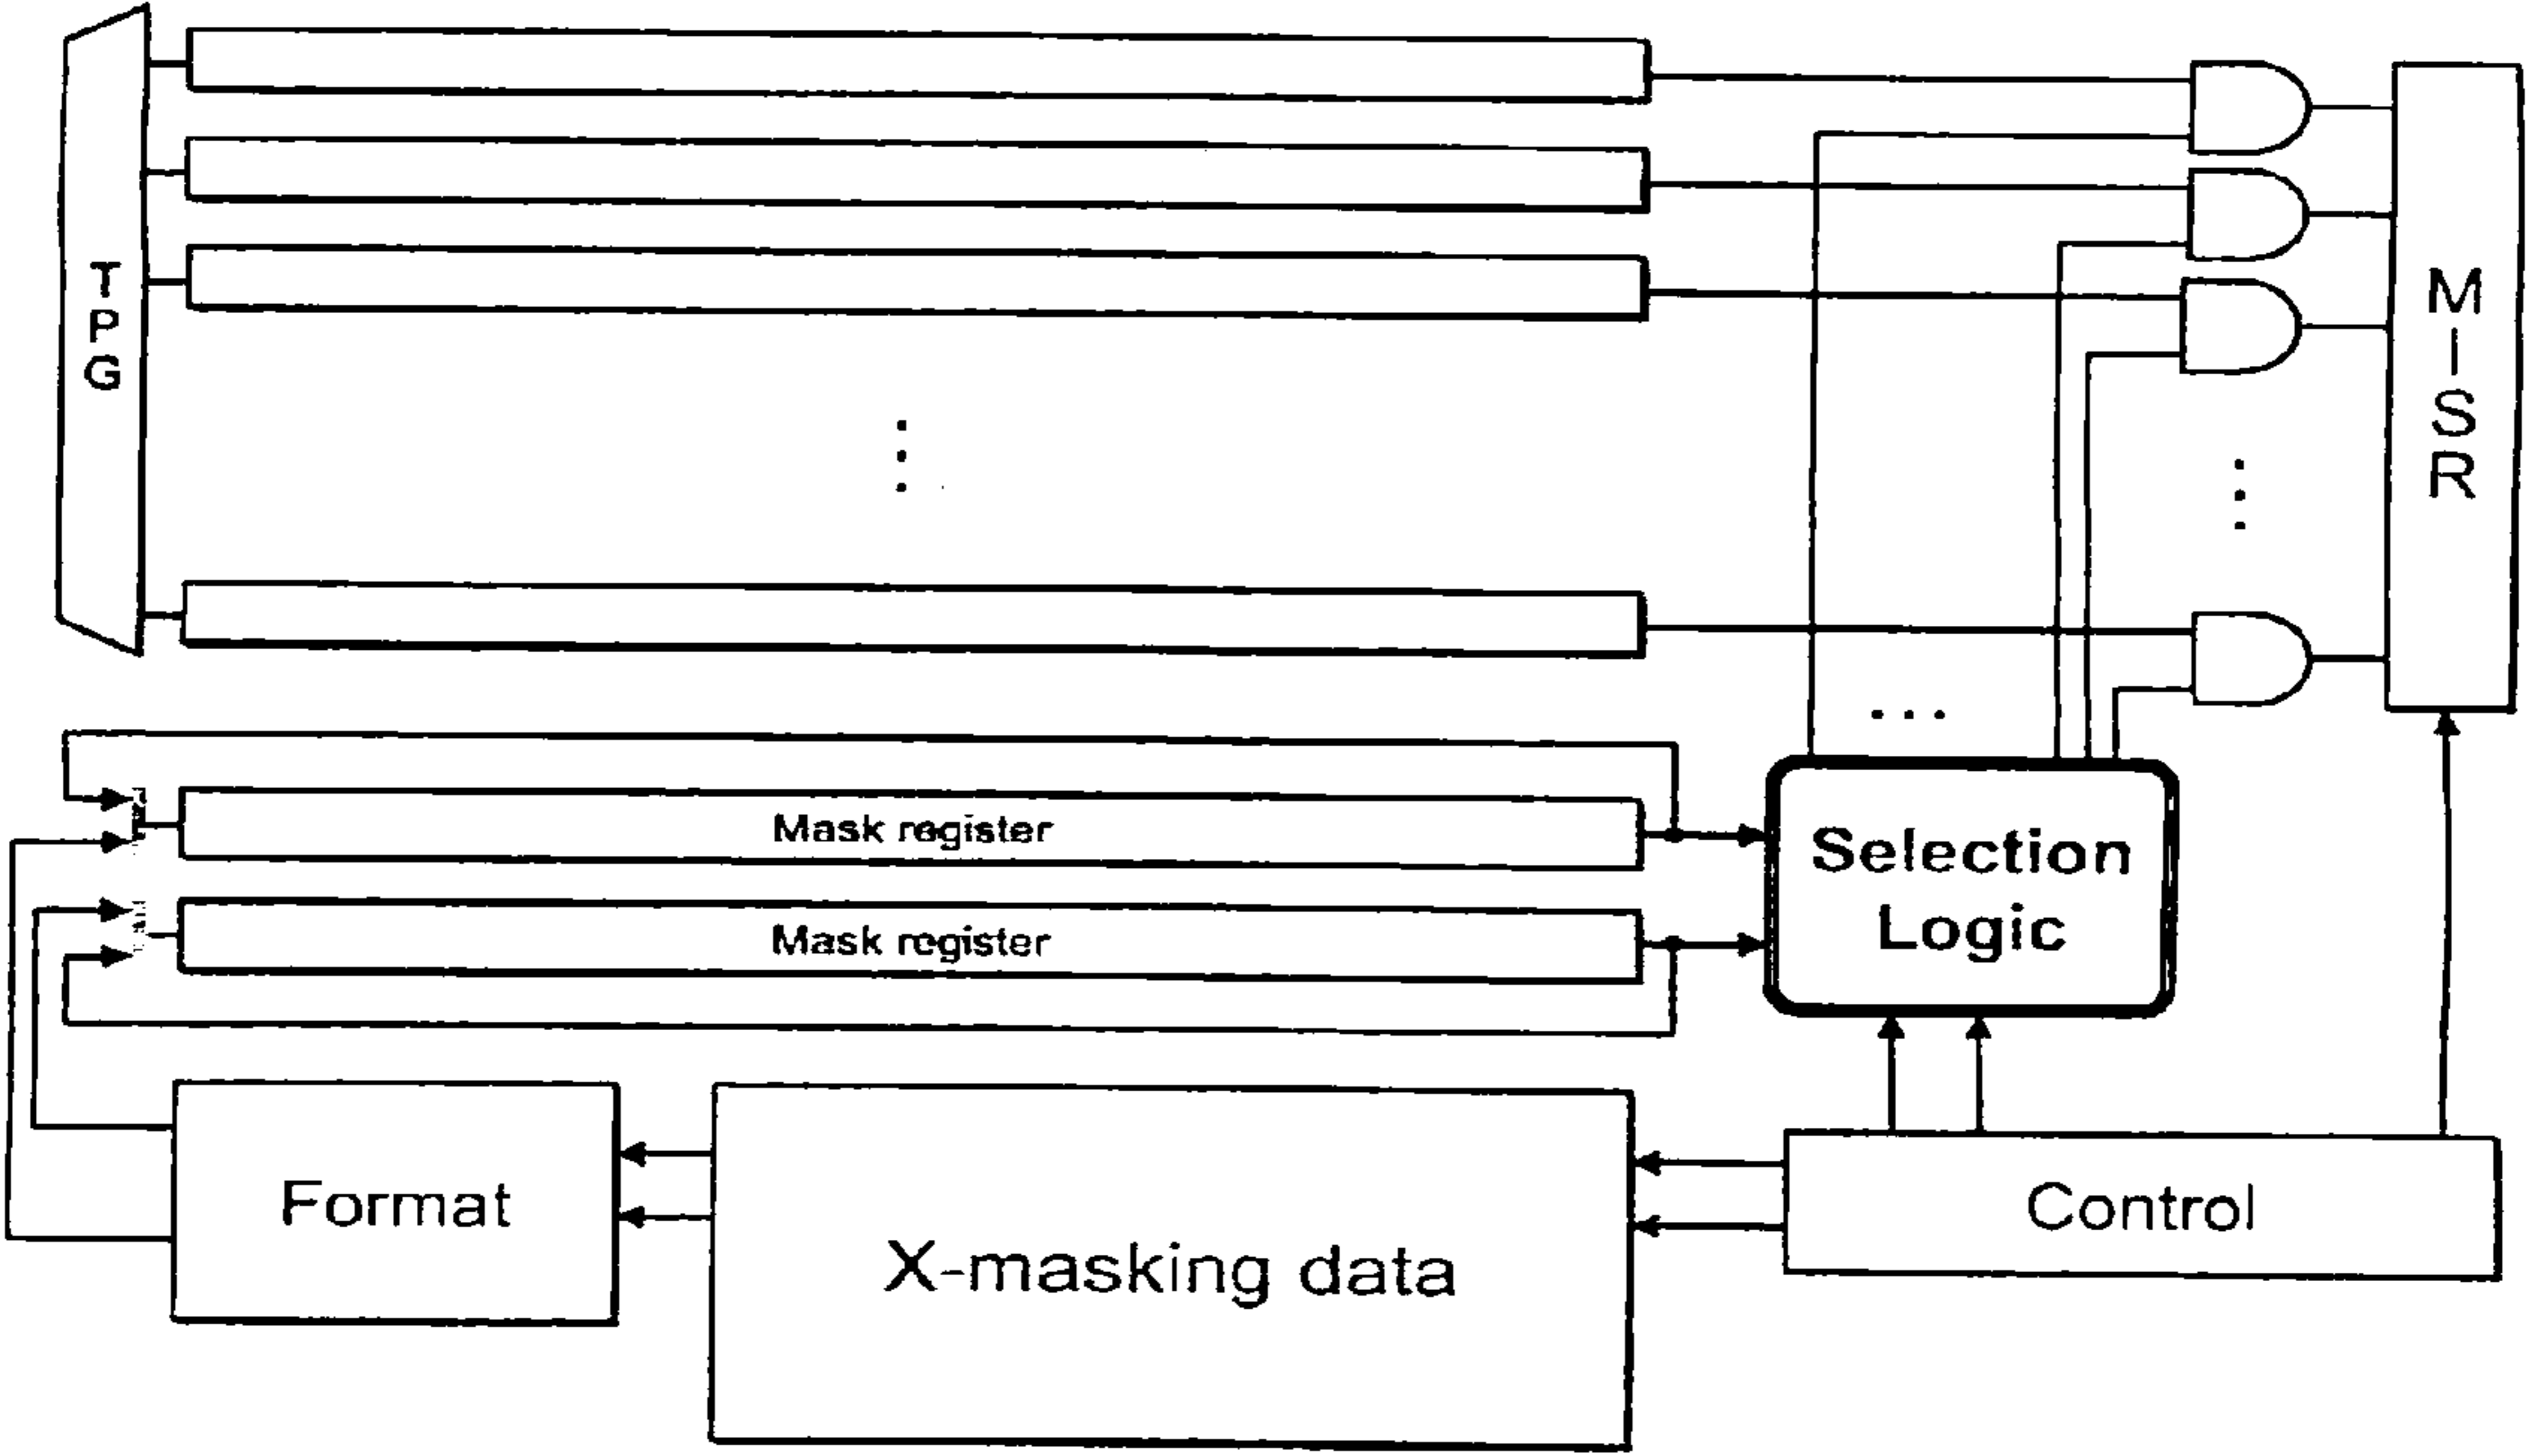 TPG
MISR
Mask register
Mask register
Selection
Logic
Format
X-masking data
Control